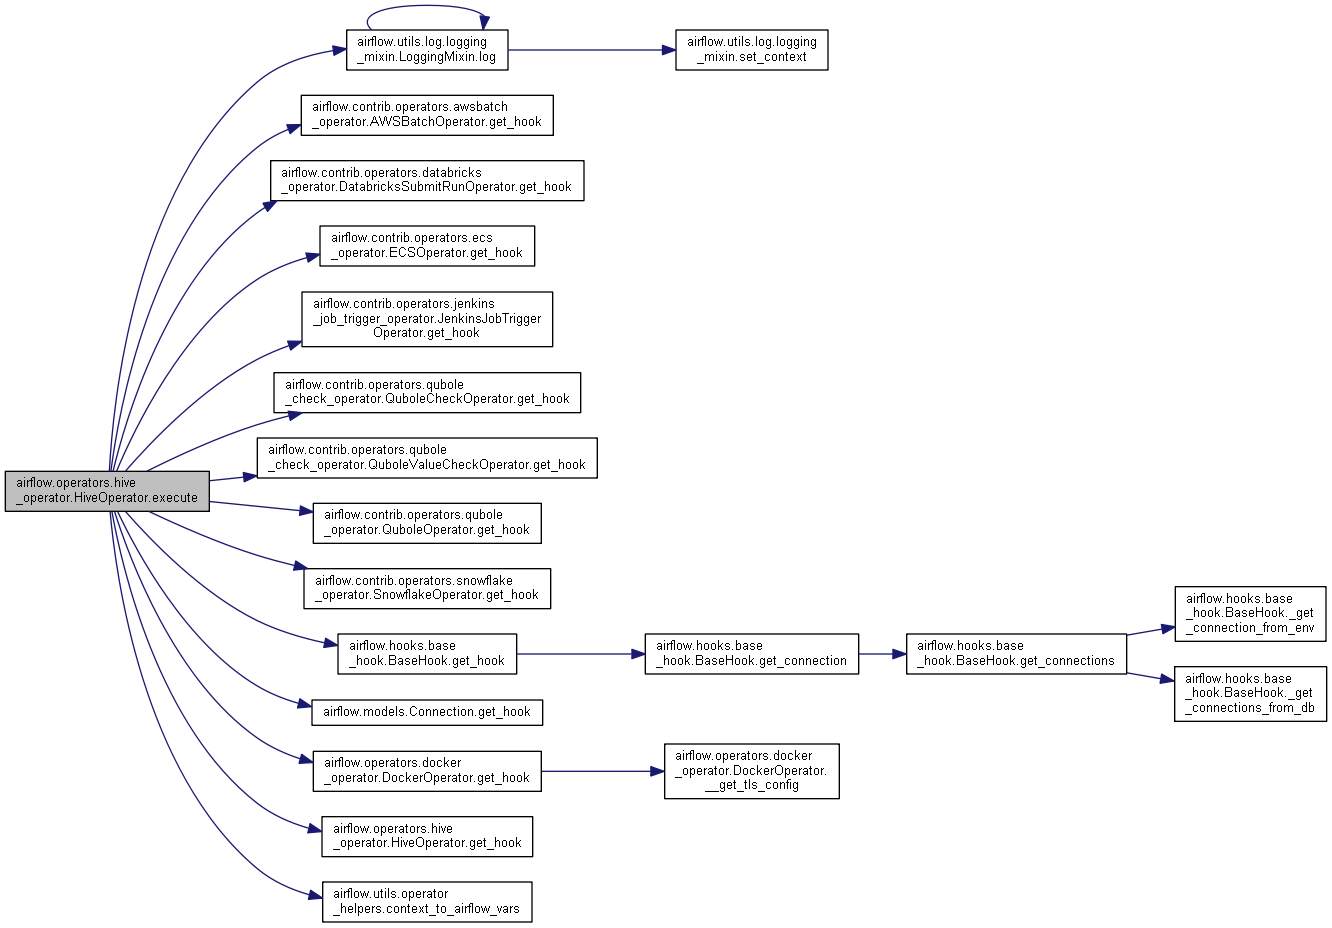 airflow.utils.log.logging
_mixin.LoggingMixin.log
airflow.utils.log.logging
_mixin.set_context
airflow.contrib.operators.awsbatch
_operator.AWSBatchOperator.get_hook
airflow.contrib.operators.databricks
_operator.DatabricksSubmitRunOperator.get_hook
airflow.contrib.operators.ecs
_operator.ECSOperator.get_hook
airflow.contrib.operators.jenkins
_job_trigger_operator.JenkinsJobTrigger
Operator.get_hook
airflow.contrib.operators.qubole
_check_operator.QuboleCheckOperator.get_hook
airflow.contrib.operators.qubole
_check_operator.QuboleValueCheckOperator.get_hook
airflow.operators.hive
_operator.HiveOperator.execute
airflow.contrib.operators.qubole
_operator.QuboleOperator.get_hook
airflow.contrib.operators.snowflake
_operator.SnowflakeOperator.get_hook
airflow.hooks.base
_hook.BaseHook.get_hook
airflow.hooks.base
_hook.BaseHook.get_connection
airflow.hooks.base
_hook.BaseHook.get_connections
airflow.hooks.base
_hook.BaseHook._get
_connection_from_env
airflow.hooks.base
_hook.BaseHook._get
_connections_from_db
airflow.models.Connection.get_hook
airflow.operators.docker
_operator.DockerOperator.get_hook
airflow.operators.docker
_operator.DockerOperator.
__get_tls_config
airflow.operators.hive
_operator.HiveOperator.get_hook
airflow.utils.operator
_helpers.context_to_airflow_vars